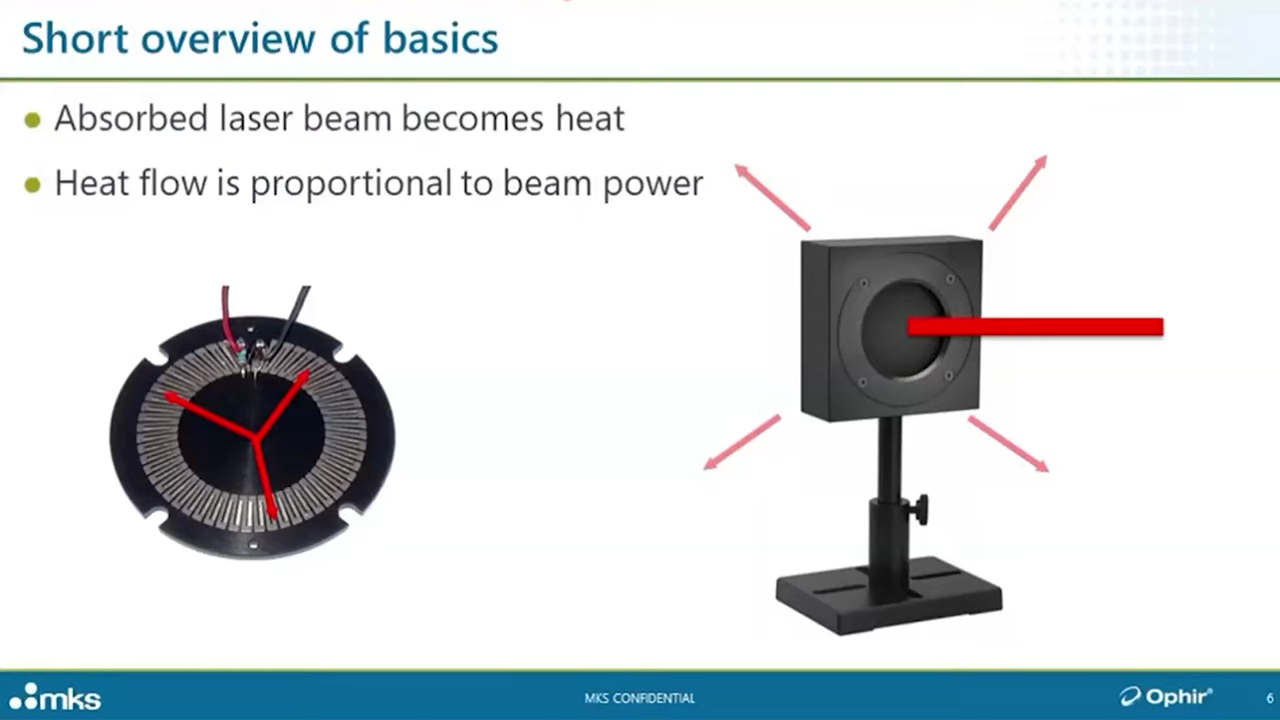 Short overview of basics
Absorbed laser beam becomes heat
Heat flow is proportional to beam power
mks
MKS CONFIDENTIAL
Ophir®
6